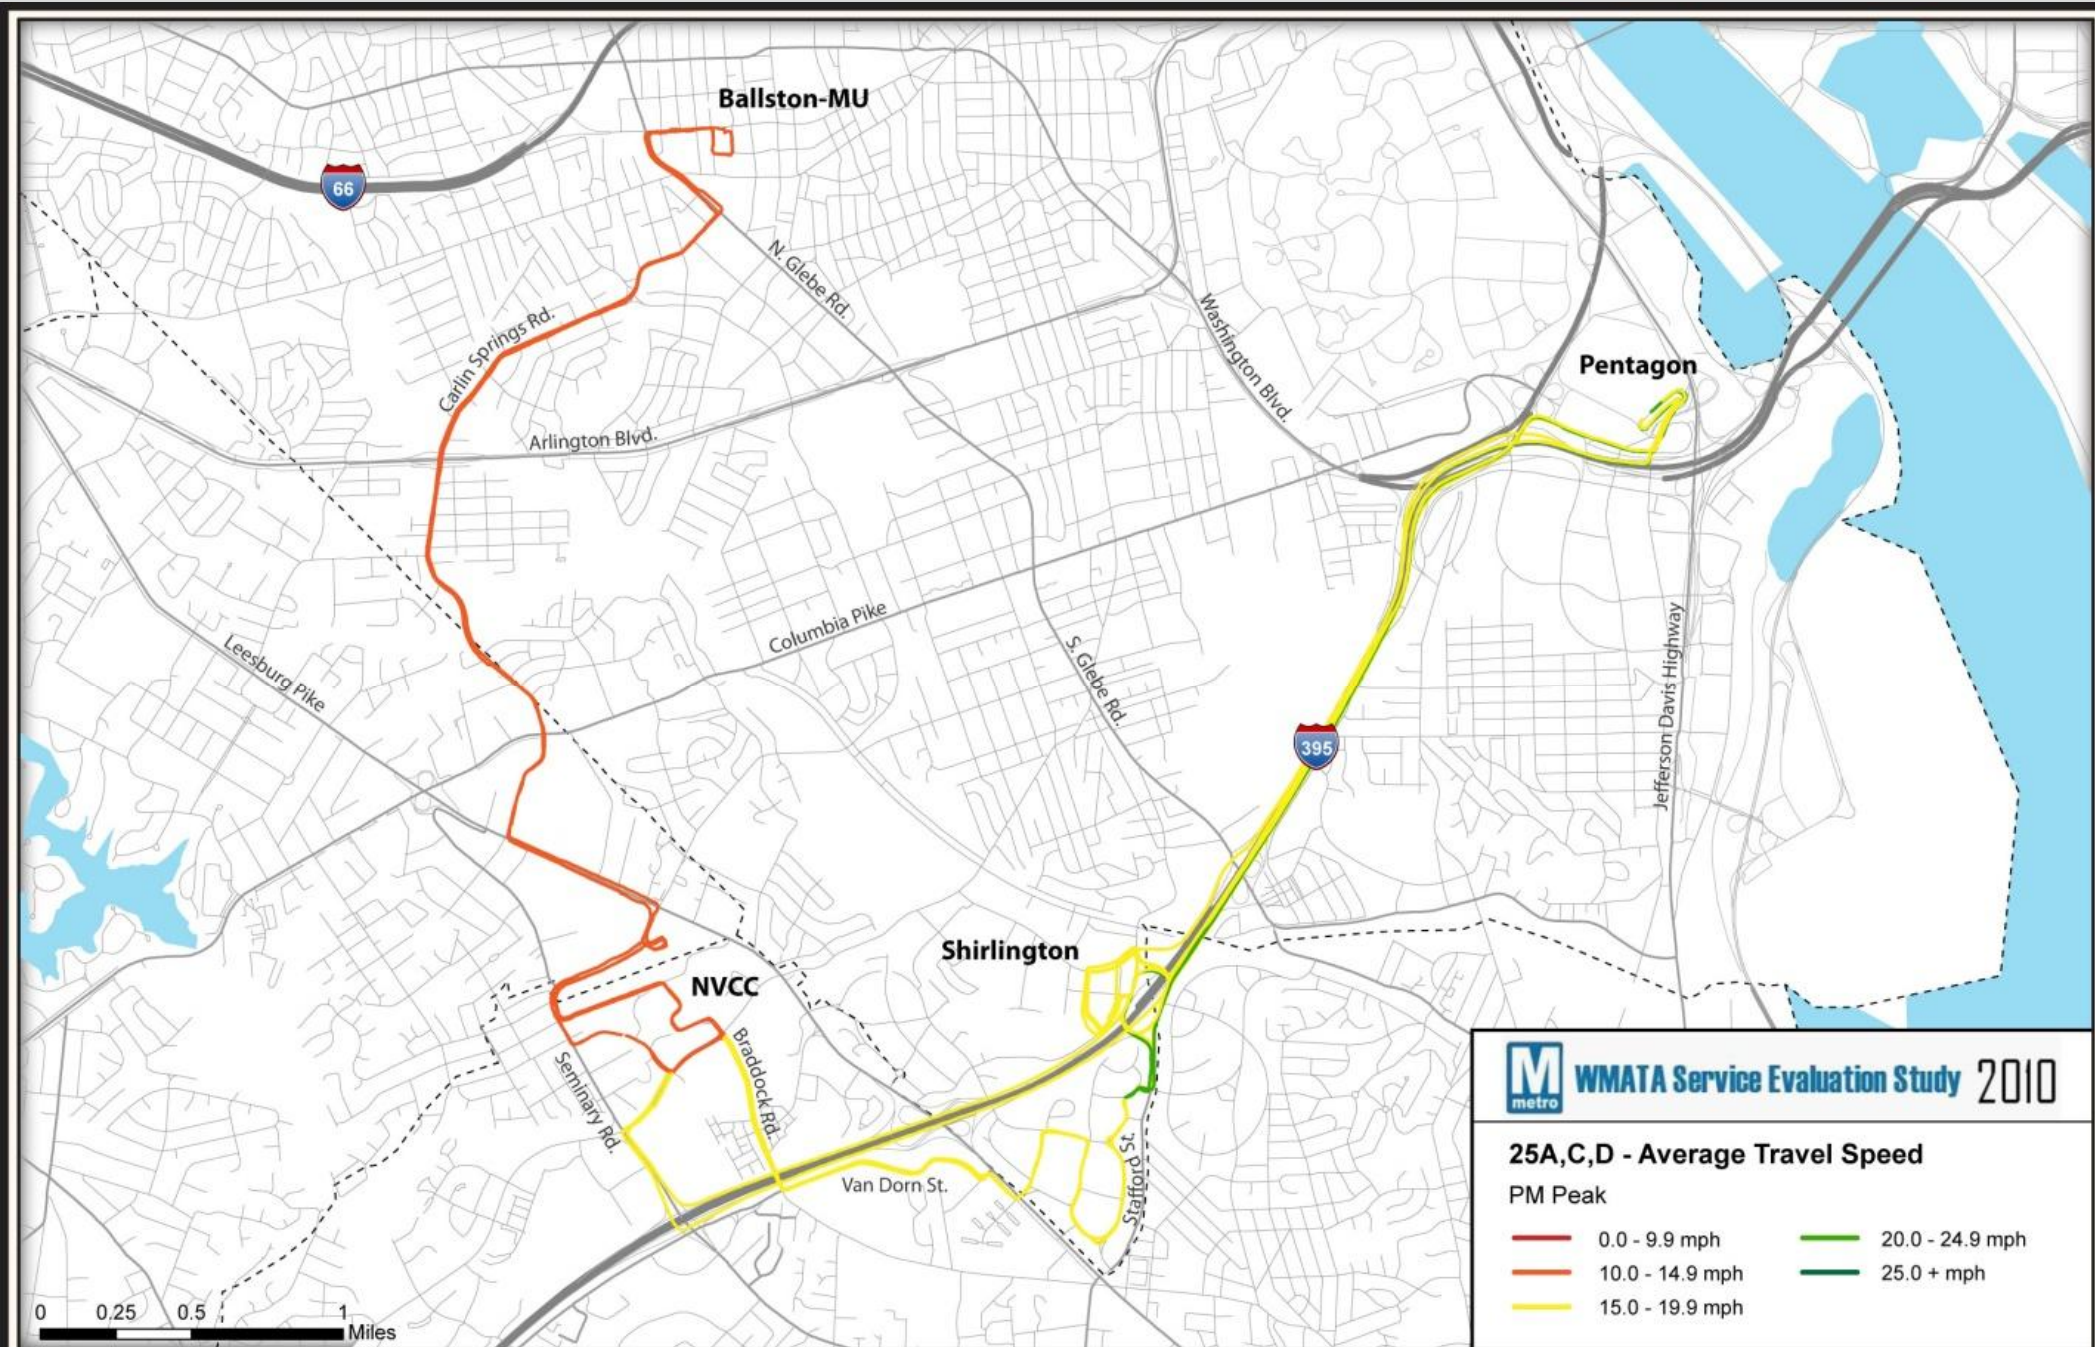 Ballston-MU
66
N. Glebe Rd.
Carlin Springs Rd.
Washington Blvd.
Pentagon
Arlington Blvd.
Columbia Pike
Leesburg Pike
S. Glebe Rd.
Jefferson Davis Highway
395
Shirlington
NVCC
Braddock Rd.
Seminary Rd.
Van Dorn St.
Stafford St.
M
metro
WMATA Service Evaluation Study 2010
25A,C,D - Average Travel Speed
PM Peak
0.0 - 9.9 mph
10.0 - 14.9 mph
15.0 - 19.9 mph
20.0 - 24.9 mph
25.0 + mph
0 0.25 0.5 1
Miles